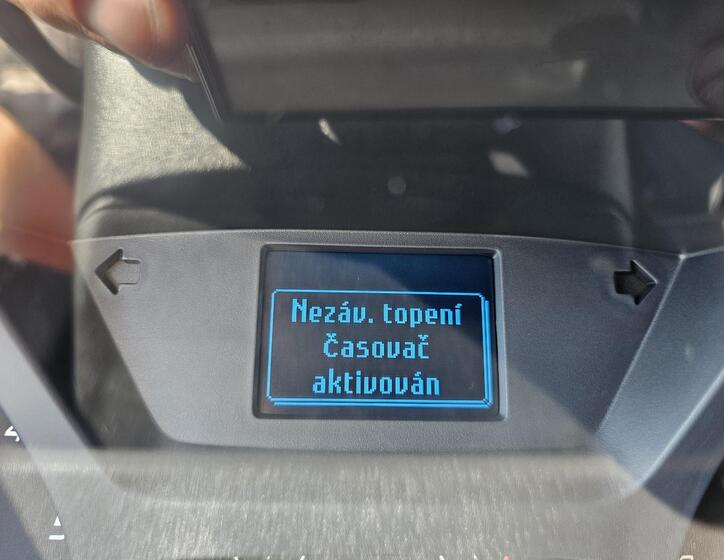 Nezáv. topení
Časovač
aktivován